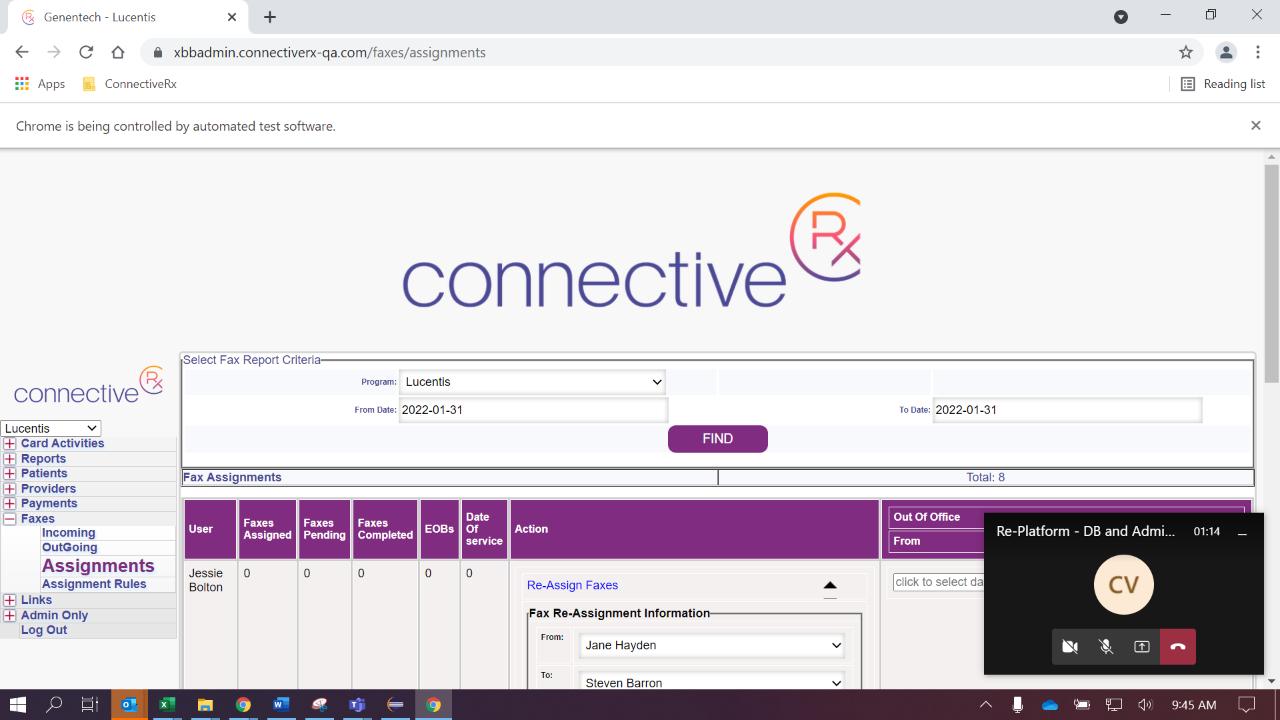 Genentech - Lucentis
xbbadmin.connectiverx-qa.com/faxes/assignments
Apps
ConnectiveRx
Reading list
Chrome is being controlled by automated test software.
connective Rx
connective Rx
Lucentis
Card Activities
Reports
Patients
Providers
Payments
Faxes
Incoming
OutGoing
Assignments
Assignment Rules
Links
Admin Only
Log Out
Select Fax Report Criteria
Program: Lucentis
From Date: 2022-01-31 To Date: 2022-01-31
FIND
Fax Assignments Total: 8
User Faxes Assigned Faxes Pending Faxes Completed EOBs Date Of service Action Out Of Office
From
Jessie Bolton 0 0 0 0 0
Re-Assign Faxes
click to select da
Fax Re-Assignment Information
From: Jane Hayden
To: Steven Barron
Re-Platform - DB and Admi... 01:14
CV
9:45 AM